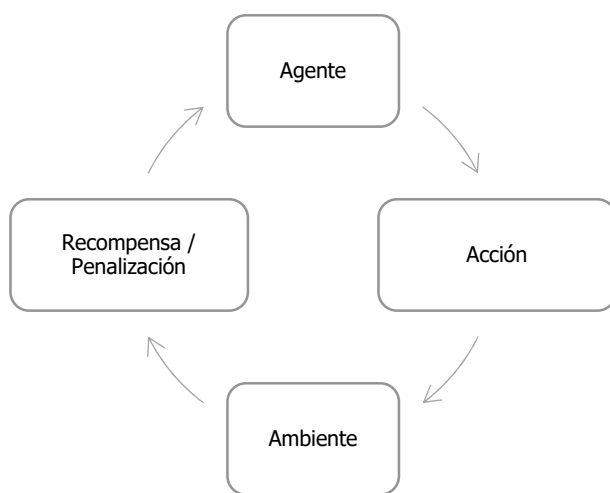 Agente
Acción
Ambiente
Recompensa /
Penalización